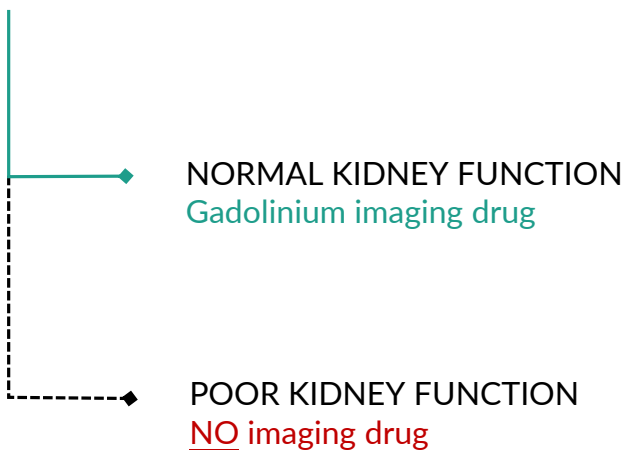 NORMAL KIDNEY FUNCTION
Gadolinium imaging drug
POOR KIDNEY FUNCTION
NO imaging drug